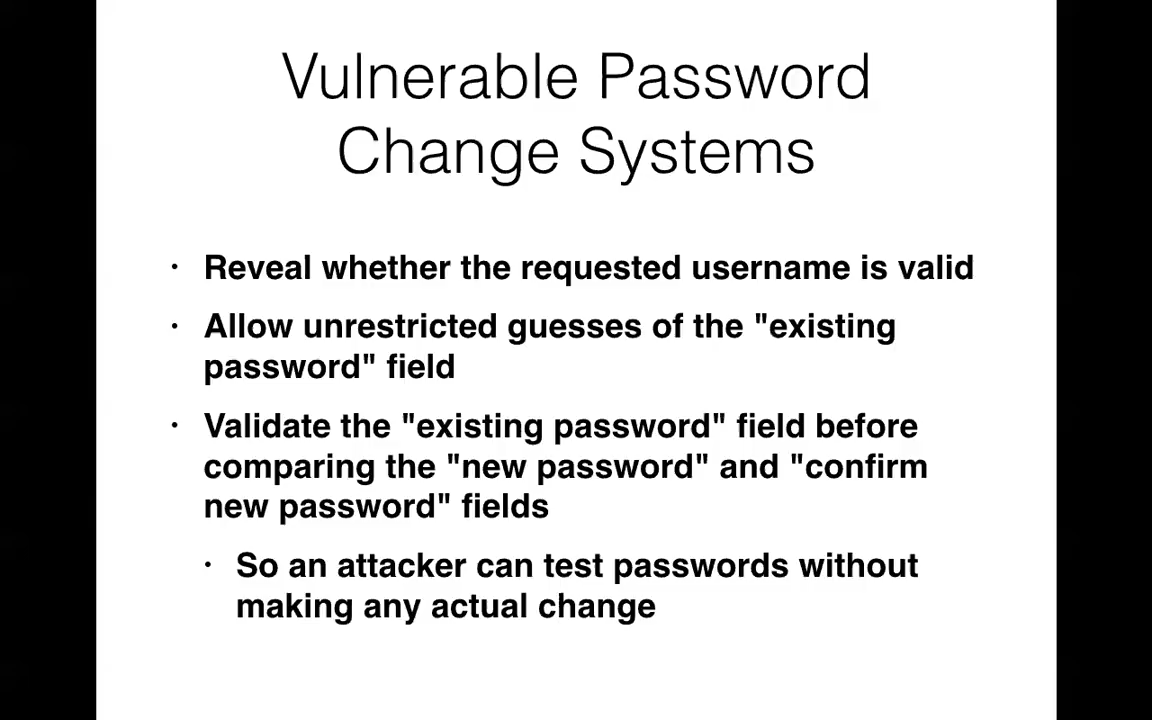 Vulnerable Password
Change Systems
• Reveal whether the requested username is valid
• Allow unrestricted guesses of the "existing
password" field
• Validate the "existing password" field before
comparing the "new password" and "confirm
new password" fields
• So an attacker can test passwords without
making any actual change